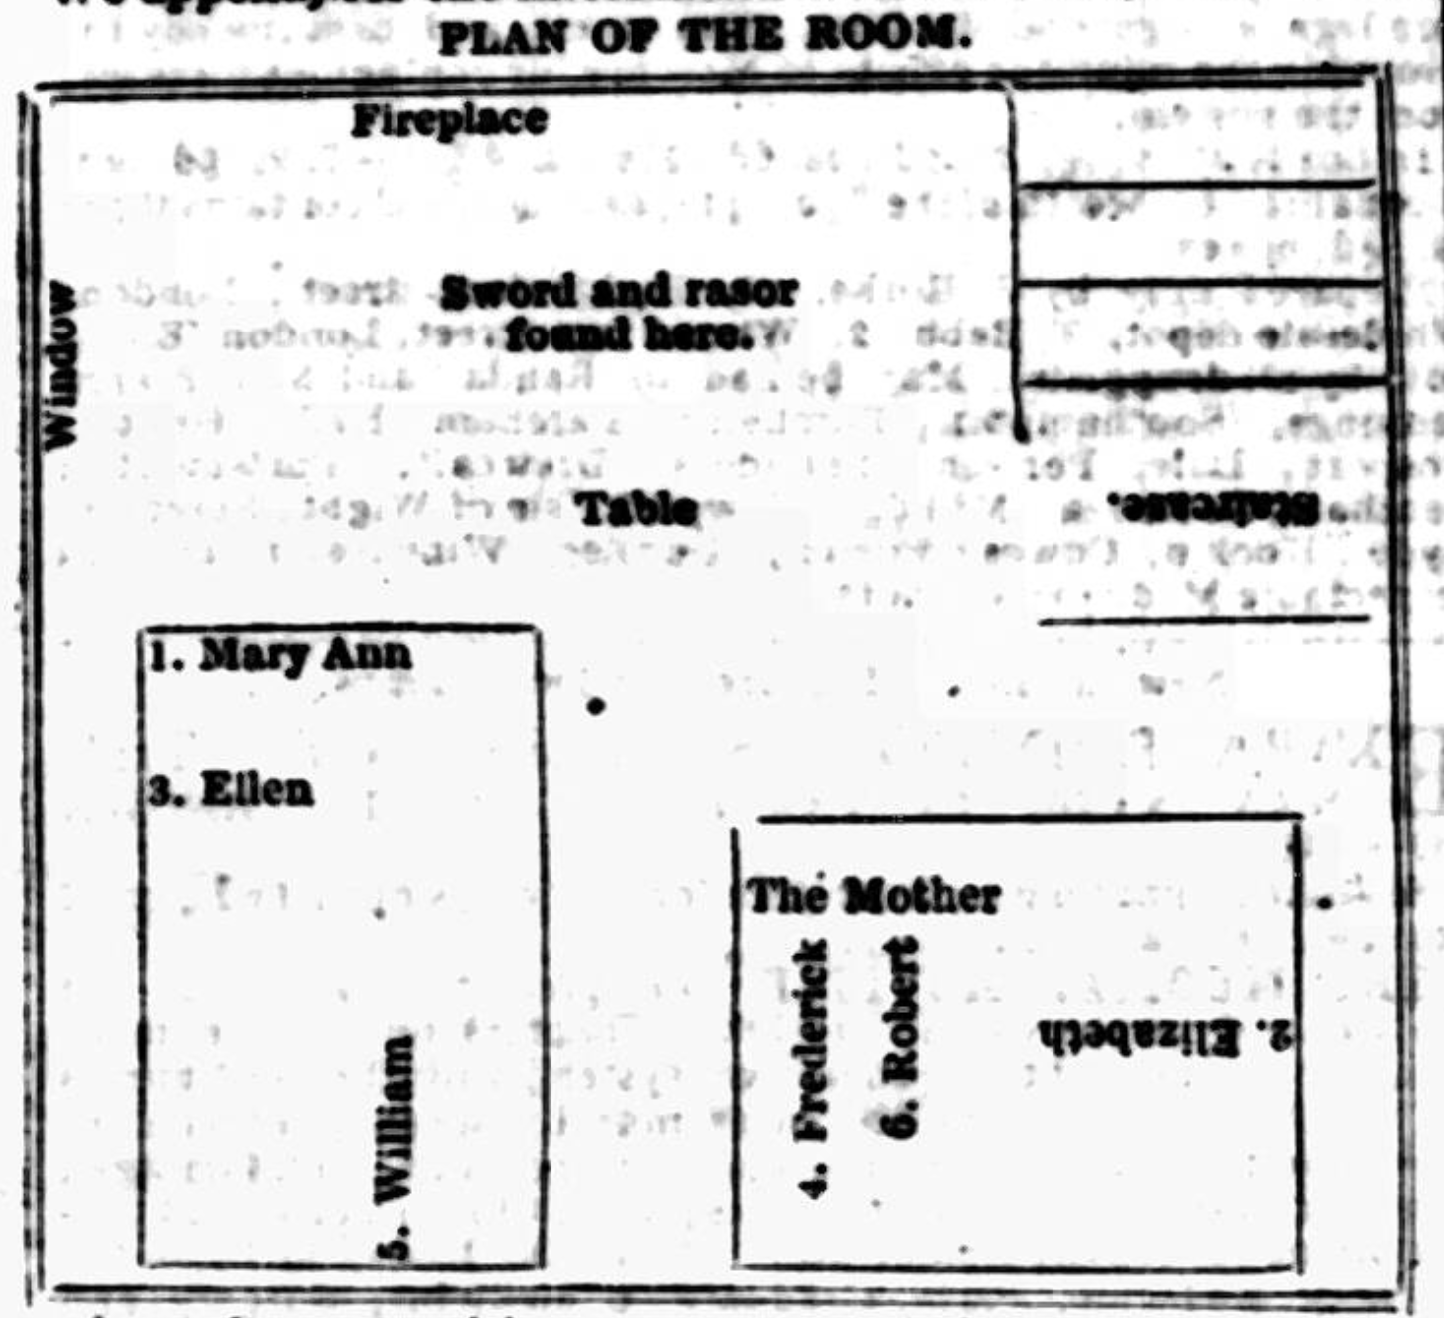 PLAN OF THE ROOM.
Fireplace
Window
Sword and rasor
found here.
Table
Staircase.
1. Mary Ann
3. Ellen
5. William
The Mother
4. Frederick
6. Robert
2. Elizabeth